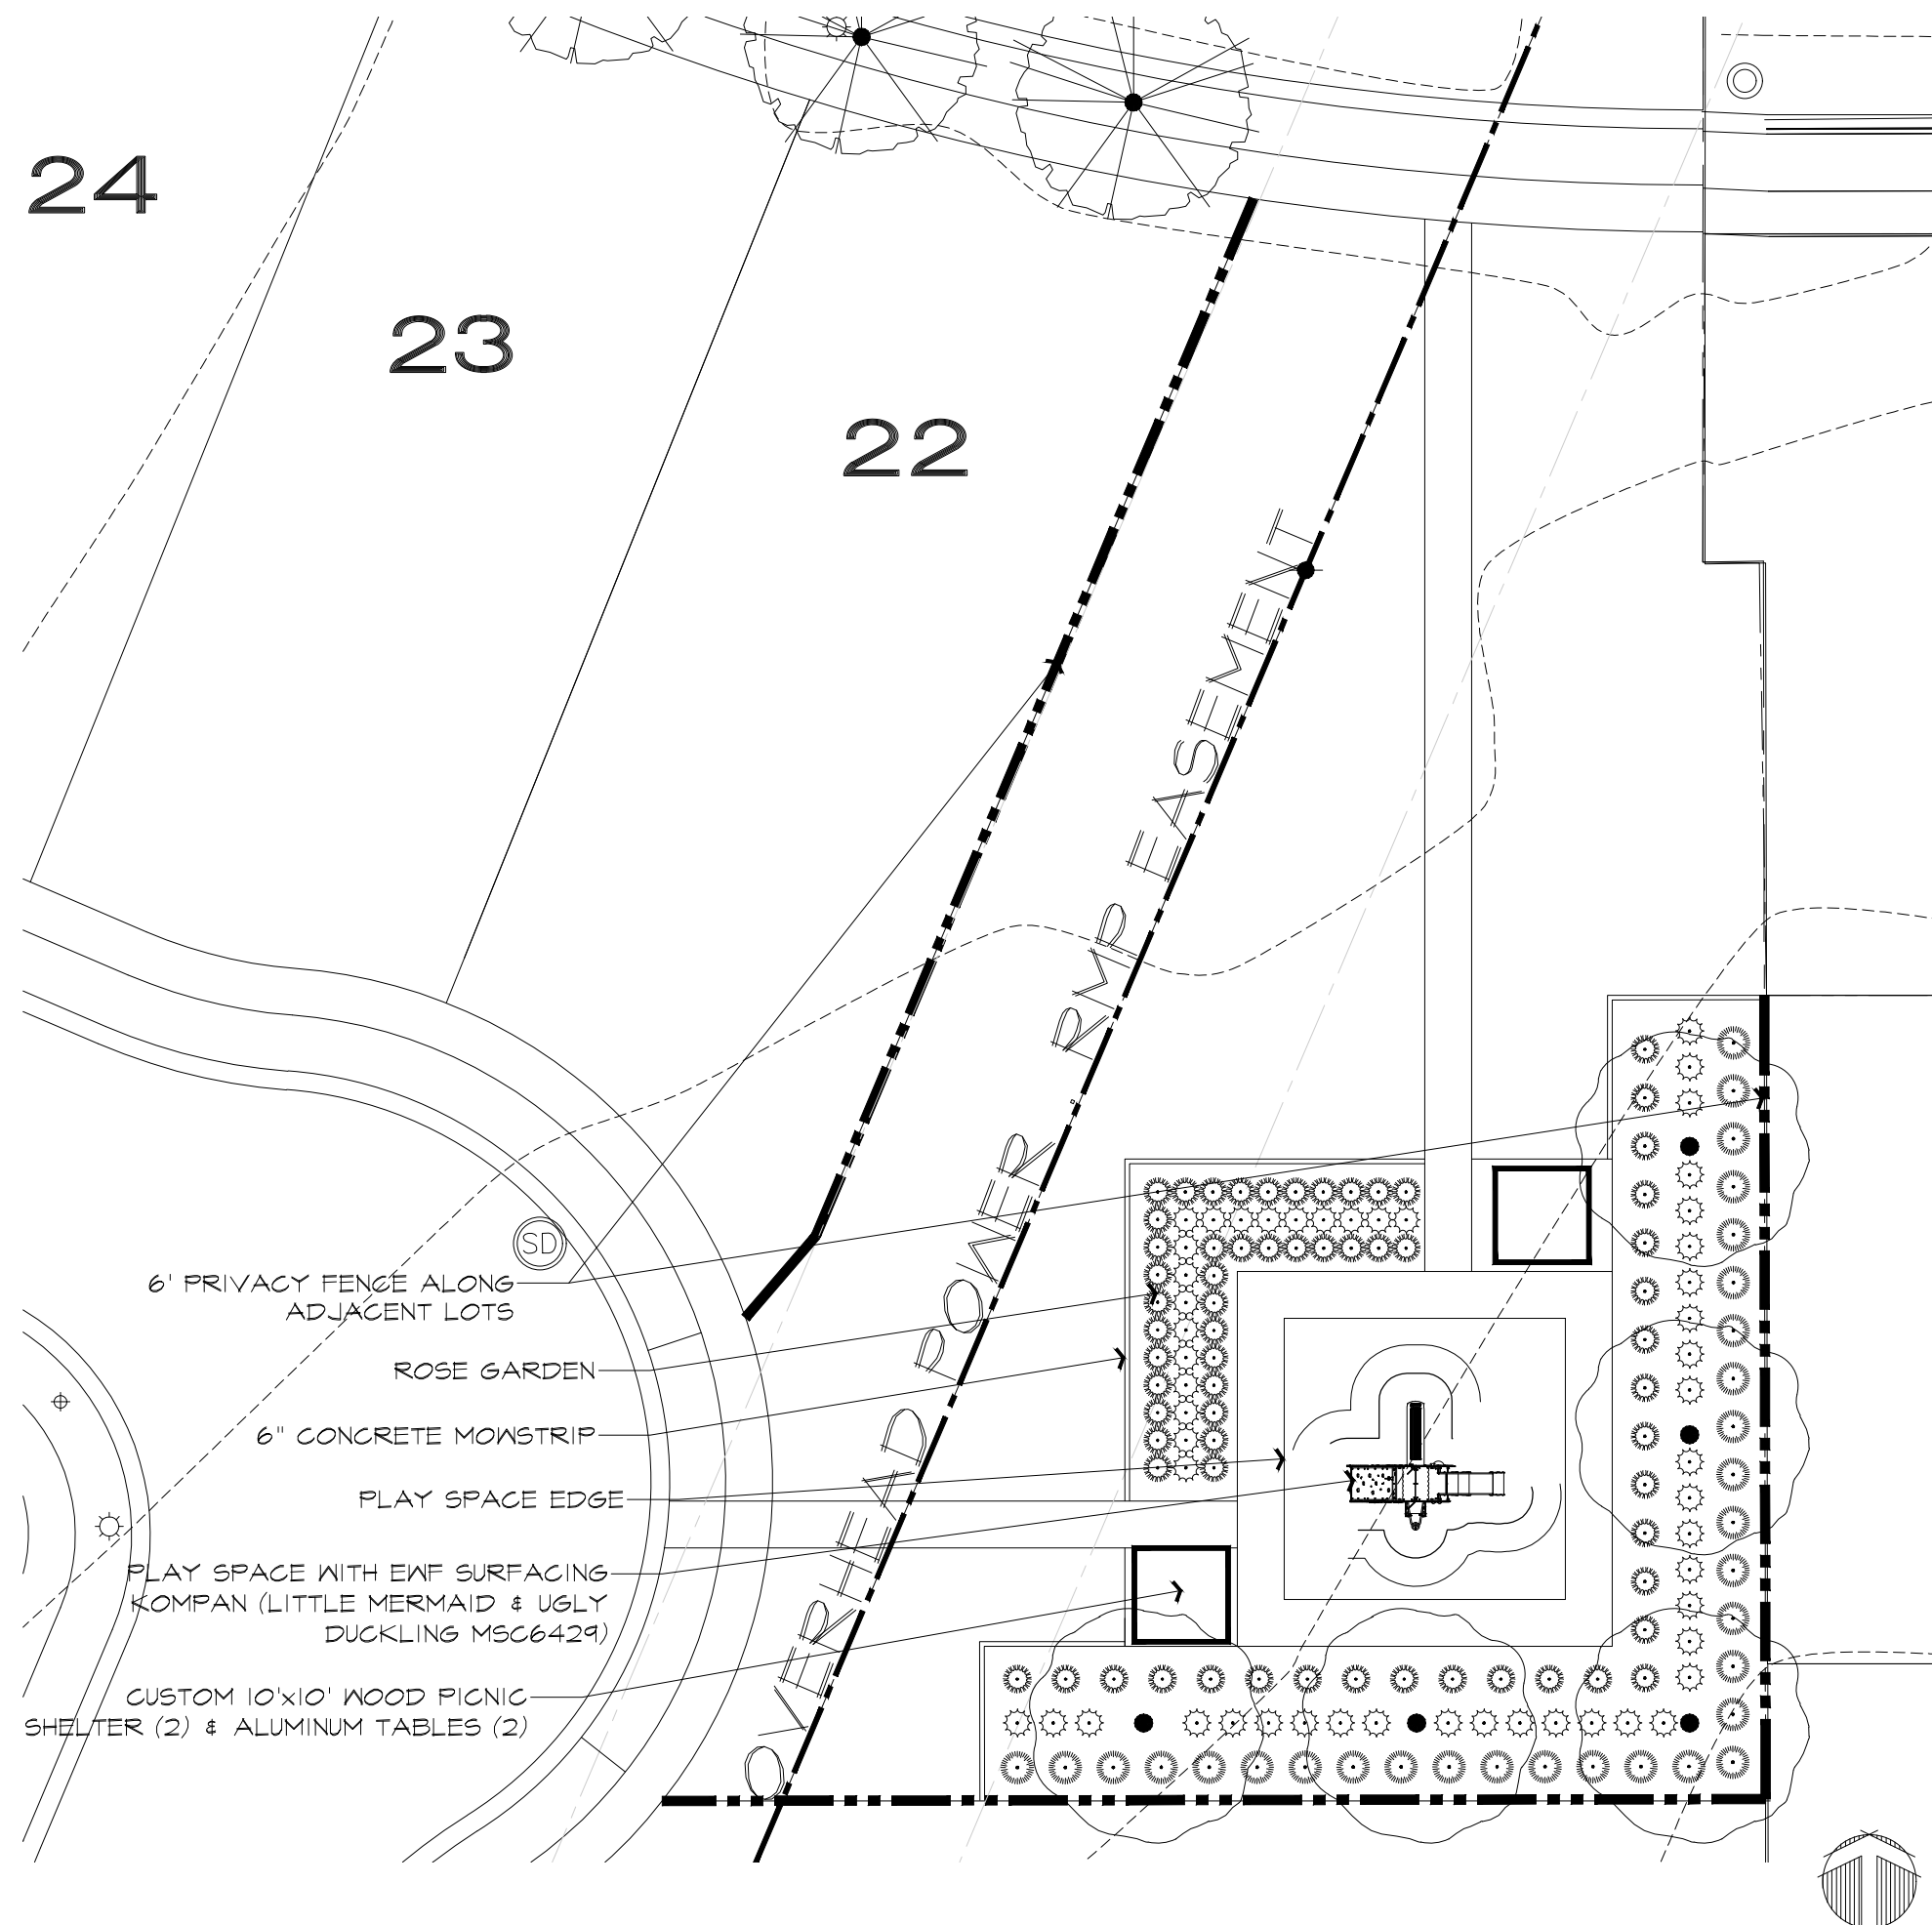 24
23
22
OVERHEAD POWER RMP EASEMENT
SD
6' PRIVACY FENCE ALONG
ADJACENT LOTS
ROSE GARDEN
6" CONCRETE MOWSTRIP
PLAY SPACE EDGE
PLAY SPACE WITH EWF SURFACING
KOMPAN (LITTLE MERMAID & UGLY
DUCKLING MSC6429)
CUSTOM 10'x10' WOOD PICNIC
SHELTER (2) & ALUMINUM TABLES (2)